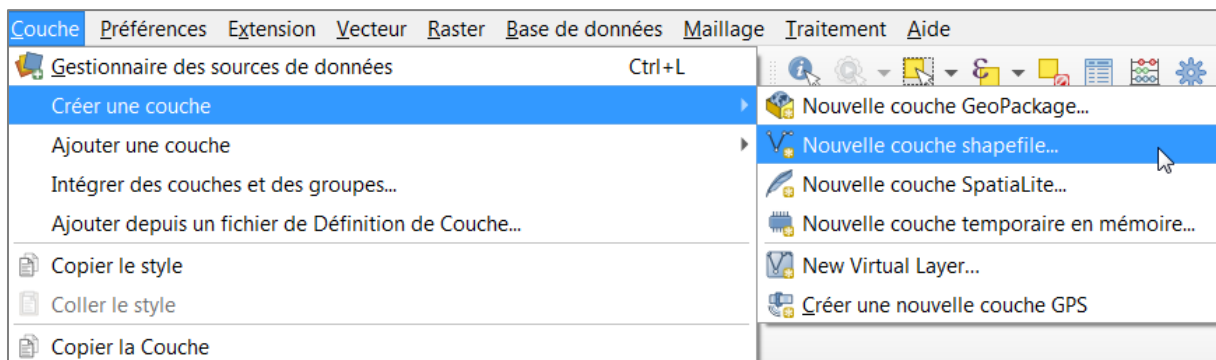 Couche Préférences Extension Vecteur Raster Base de données Maillage Traitement Aide
Gestionnaire des sources de données Ctrl+L
Créer une couche
Ajouter une couche
Intégrer des couches et des groupes...
Ajouter depuis un fichier de Définition de Couche...
Copier le style
Coller le style
Copier la Couche
Nouvelle couche GeoPackage...
Nouvelle couche shapefile...
Nouvelle couche SpatiaLite...
Nouvelle couche temporaire en mémoire...
New Virtual Layer...
Créer une nouvelle couche GPS